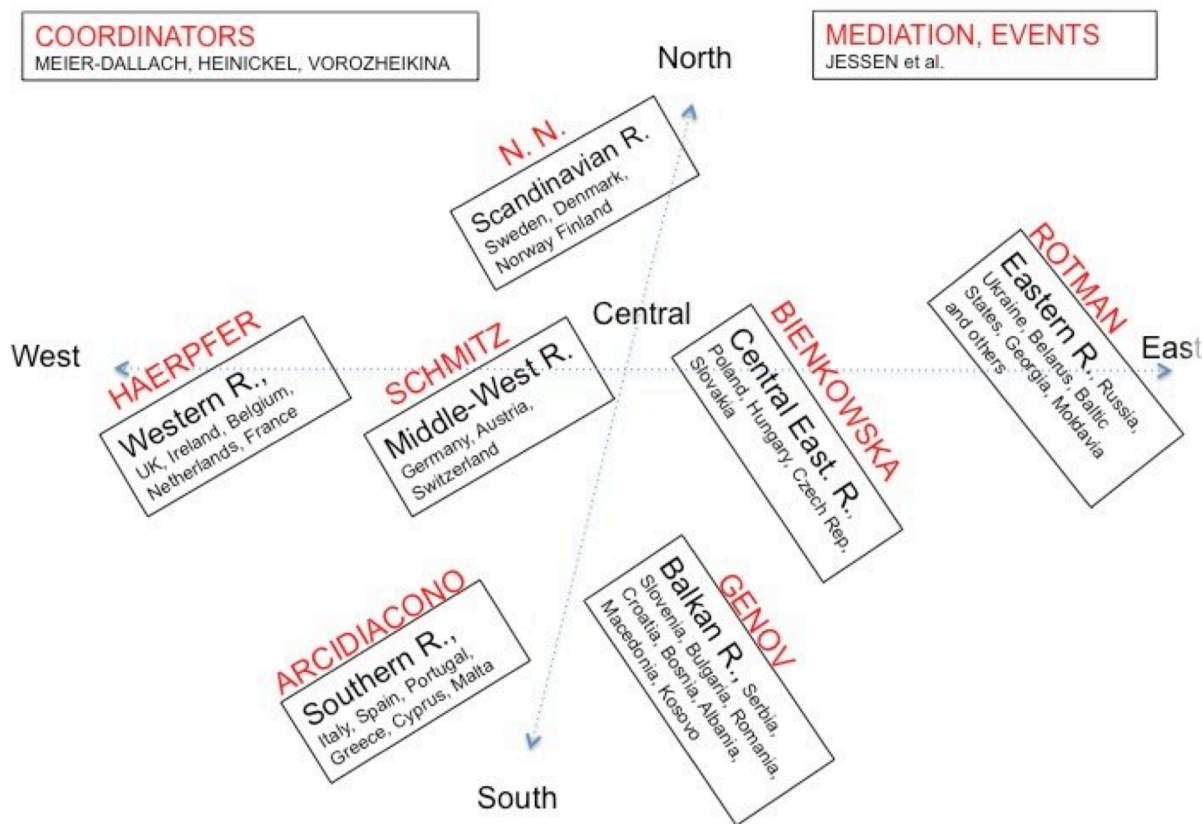 COORDINATORS
MEIER-DALLACH, HEINICKEL, VOROZHEIKINA
MEDIATION, EVENTS
JESSEN et al.
North
N. N.
Scandinavian R.
Sweden, Denmark,
Norway Finland
ROTMAN
Eastern R., Russia,
Ukraine, Belarus, Baltic
States, Georgia, Moldavia
and others
Central
West
East
HAERPFER
Western R.,
UK, Ireland, Belgium,
Netherlands, France
SCHMITZ
Middle-West R.
Germany, Austria,
Switzerland
BIENKOWSKA
Central East. R.,
Poland, Hungary, Czech Rep,
Slovakia
ARCIDIACONO
Southern R.,
Italy, Spain, Portugal,
Greece, Cyprus, Malta
GENOV
Balkan R., Serbia,
Slovenia, Bulgaria, Romania,
Croatia, Bosnia, Albania,
Macedonia, Kosovo
South